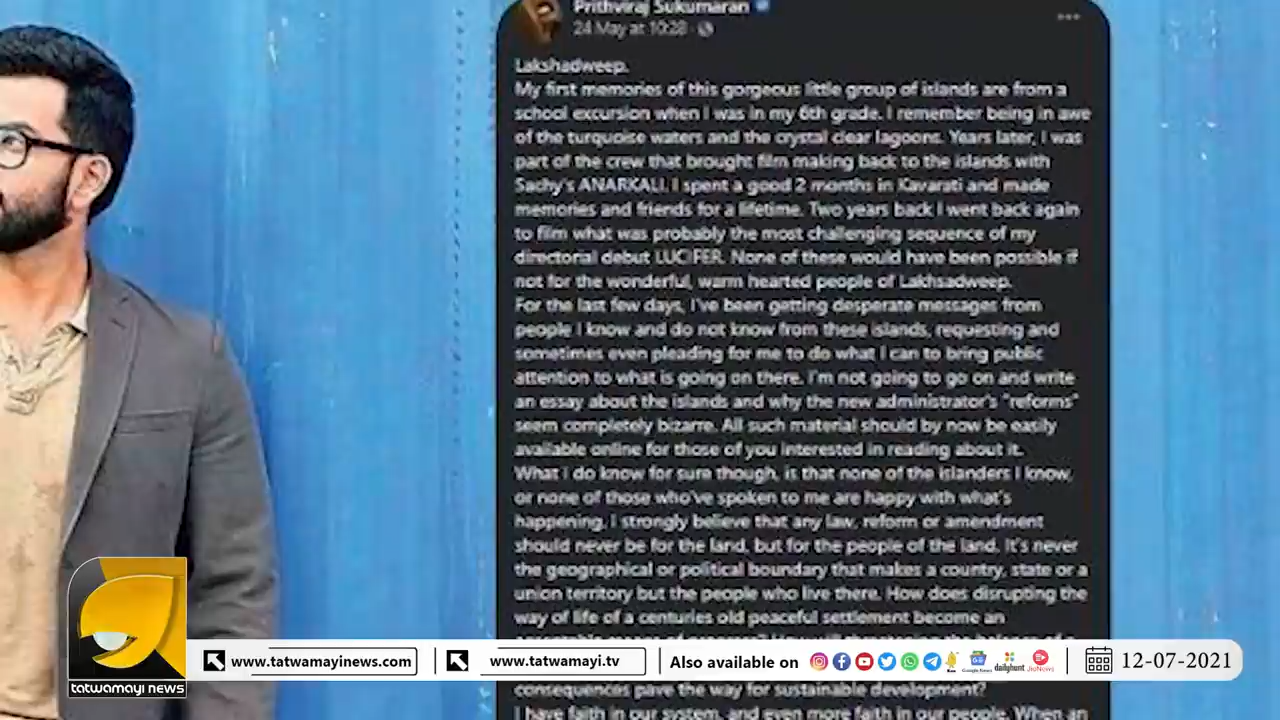 Prithviraj Sukumaran
24 May at 10:28
Lakshadweep.
My first memories of this gorgeous little group of islands are from a
school excursion when I was in my 6th grade. I remember being in awe
of the turquoise waters and the crystal clear lagoons. Years later, I was
part of the crew that brought film making back to the islands with
Sachy's ANARKALI. I spent a good 2 months in Kavarati and made
memories and friends for a lifetime. Two years back I went back again
to film what was probably the most challenging sequence of my
directorial debut LUCIFER. None of these would have been possible if
not for the wonderful, warm hearted people of Lakhsadweep.
For the last few days, I've been getting desperate messages from
people I know and do not know from these islands, requesting and
sometimes even pleading for me to do what I can to bring public
attention to what is going on there. I'm not going to go on and write
an essay about the islands and why the new administrator's "reforms"
seem completely bizarre. All such material should by now be easily
available online for those of you interested in reading about it.
What I do know for sure though, is that none of the islanders I know,
or none of those who've spoken to me are happy with what's
happening. I strongly believe that any law, reform or amendment
should never be for the land, but for the people of the land. It's never
the geographical or political boundary that makes a country, state or a
union territory but the people who live there. How does disrupting the
way of life of a centuries old peaceful settlement become an
consequences pave the way for sustainable development?
I have faith in our system, and even more faith in our people. When an
tatwamayi news
www.tatwamayinews.com
www.tatwamayi.tv
Also available on
Google News
dailyhunt
JioNews
12-07-2021